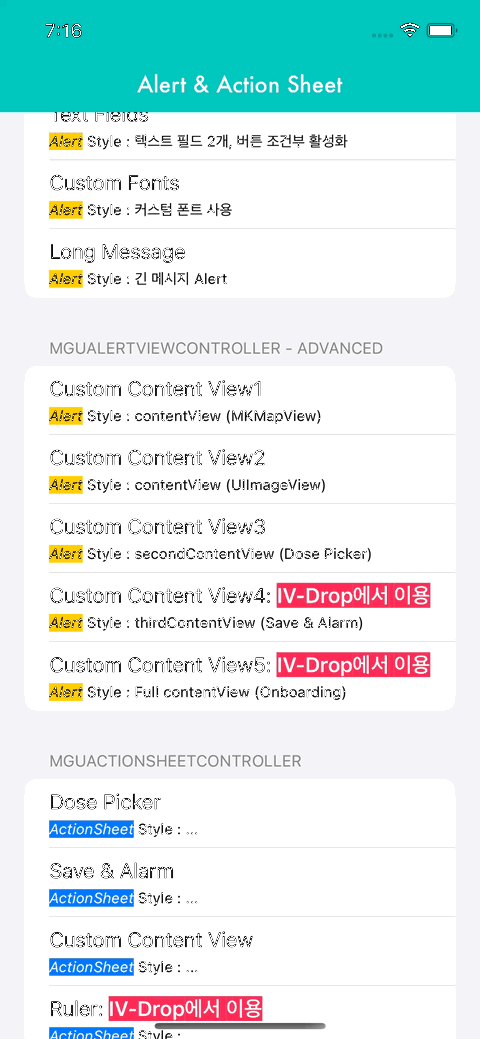 7:16
Alert & Action Sheet
Text Fields
Alert Style : 텍스트 필드 2개, 버튼 조건부 활성화
Custom Fonts
Alert Style : 커스텀 폰트 사용
Long Message
Alert Style : 긴 메시지 Alert
MGUALERTVIEWCONTROLLER - ADVANCED
Custom Content View1
Alert Style : contentView (MKMapView)
Custom Content View2
Alert Style : contentView (UIImageView)
Custom Content View3
Alert Style : secondContentView (Dose Picker)
Custom Content View4: IV-Drop에서 이용
Alert Style : thirdContentView (Save & Alarm)
Custom Content View5: IV-Drop에서 이용
Alert Style : Full contentView (Onboarding)
MGUACTIONSHEETCONTROLLER
Dose Picker
ActionSheet Style : ...
Save & Alarm
ActionSheet Style : ...
Custom Content View
ActionSheet Style : ...
Ruler: IV-Drop에서 이용
ActionSheet Style :